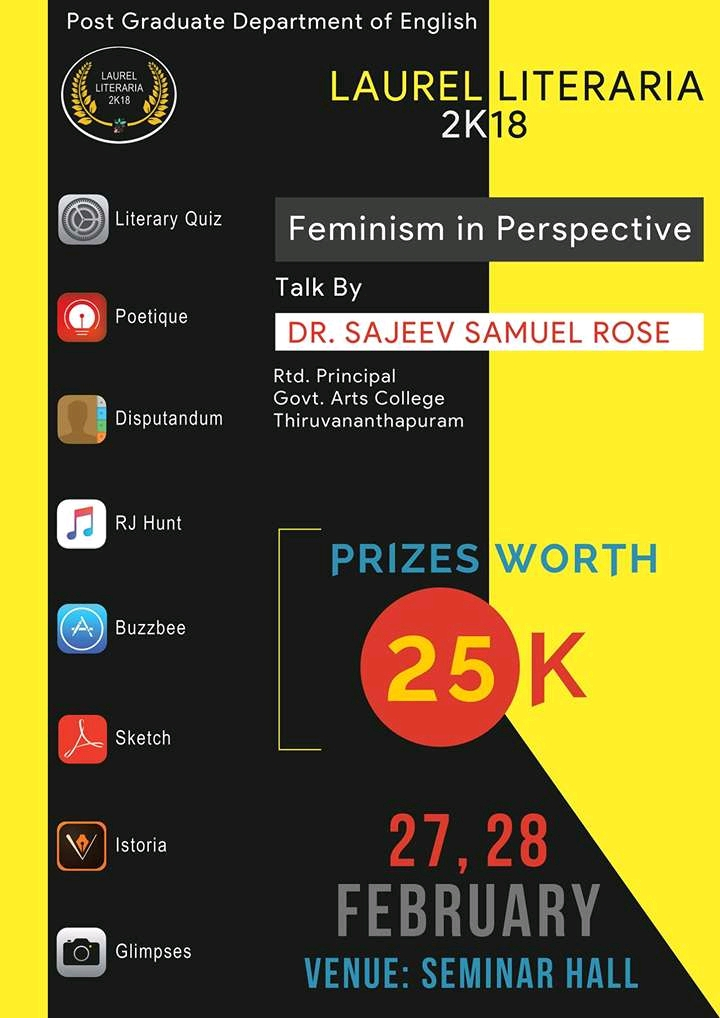 Post Graduate Department of English
LAUREL
LITERARIA
2K18
LAUREL LITERARIA
2K18
Literary Quiz
Poetique
Disputandum
RJ Hunt
Buzzbee
Sketch
Istoria
Glimpses
Feminism in Perspective
Talk By
DR. SAJEEV SAMUEL ROSE
Rtd. Principal
Govt. Arts College
Thiruvananthapuram
PRIZES WORTH
25K
27, 28
FEBRUARY
VENUE: SEMINAR HALL